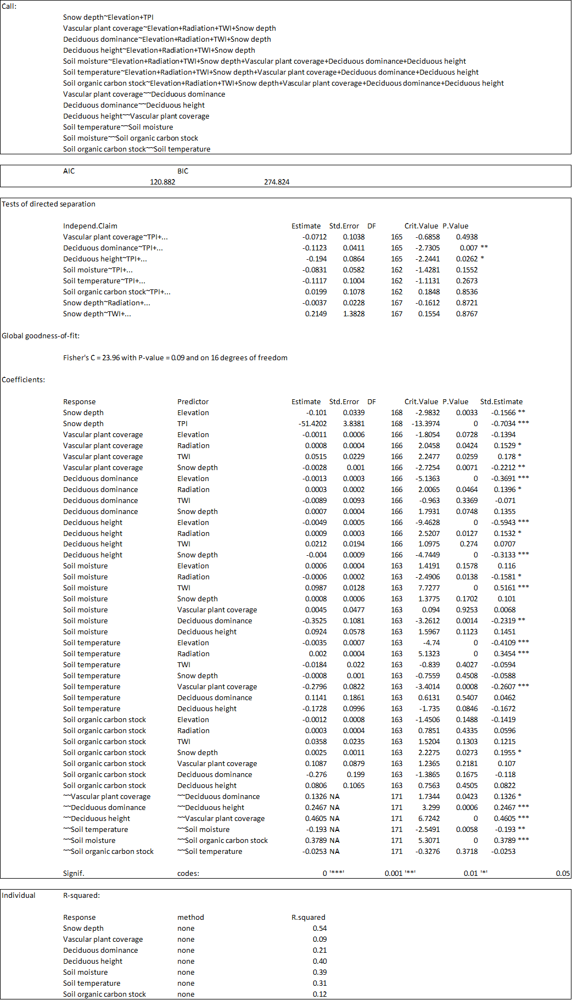 Call:
Snow depth~Elevation+TPI
Vascular plant coverage~Elevation+Radiation+TWI+Snow depth
Deciduous dominance~Elevation+Radiation+TWI+Snow depth
Deciduous height~Elevation+Radiation+TWI+Snow depth
Soil moisture~Elevation+Radiation+TWI+Snow depth+Vascular plant coverage+Deciduous dominance+Deciduous height
Soil temperature~Elevation+Radiation+TWI+Snow depth+Vascular plant coverage+Deciduous dominance+Deciduous height
Soil organic carbon stock~Elevation+Radiation+TWI+Snow depth+Vascular plant coverage+Deciduous dominance+Deciduous height
Vascular plant coverage~~Deciduous dominance
Deciduous dominance~~Deciduous height
Deciduous height~~Vascular plant coverage
Soil temperature~~Soil moisture
Soil moisture~~Soil organic carbon stock
Soil organic carbon stock~~Soil temperature
AIC BIC
120.882 274.824
Tests of directed separation
Independ.Claim Estimate Std.Error DF Crit.Value P.Value
Vascular plant coverage~TPI+... -0.0712 0.1038 165 -0.6858 0.4938
Deciduous dominance~TPI+... -0.1123 0.0411 165 -2.7305 0.007 **
Deciduous height~TPI+... -0.194 0.0864 165 -2.2441 0.0262 *
Soil moisture~TPI+... -0.0831 0.0582 162 -1.4281 0.1552
Soil temperature~TPI+... -0.1117 0.1004 162 -1.1131 0.2673
Soil organic carbon stock~TPI+... 0.0199 0.1078 162 0.1848 0.8536
Snow depth~Radiation+... -0.0037 0.0228 167 -0.1612 0.8721
Snow depth~TWI+... 0.2149 1.3828 167 0.1554 0.8767
Global goodness-of-fit:
Fisher's C = 23.96 with P-value = 0.09 and on 16 degrees of freedom
Coefficients:
Response Predictor Estimate Std.Error DF Crit.Value P.Value Std.Estimate
Snow depth Elevation -0.101 0.0339 168 -2.9832 0.0033 -0.1566 **
Snow depth TPI -51.4202 3.8381 168 -13.3974 0 -0.7034 ***
Vascular plant coverage Elevation -0.0011 0.0006 166 -1.8054 0.0728 -0.1394
Vascular plant coverage Radiation 0.0008 0.0004 166 2.0458 0.0424 0.1529 *
Vascular plant coverage TWI 0.0515 0.0229 166 2.2477 0.0259 0.178 *
Vascular plant coverage Snow depth -0.0028 0.001 166 -2.7254 0.0071 -0.2212 **
Deciduous dominance Elevation -0.0013 0.0003 166 -5.1363 0 -0.3691 ***
Deciduous dominance Radiation 0.0003 0.0002 166 2.0065 0.0464 0.1396 *
Deciduous dominance TWI -0.0089 0.0093 166 -0.963 0.3369 -0.071
Deciduous dominance Snow depth 0.0007 0.0004 166 1.7931 0.0748 0.1355
Deciduous height Elevation -0.0049 0.0005 166 -9.4628 0 -0.5943 ***
Deciduous height Radiation 0.0009 0.0003 166 2.5207 0.0127 0.1532 *
Deciduous height TWI 0.0212 0.0194 166 1.0975 0.274 0.0707
Deciduous height Snow depth -0.004 0.0009 166 -4.7449 0 -0.3133 ***
Soil moisture Elevation 0.0006 0.0004 163 1.4191 0.1578 0.116
Soil moisture Radiation -0.0006 0.0002 163 -2.4906 0.0138 -0.1581 *
Soil moisture TWI 0.0987 0.0128 163 7.7277 0 0.5161 ***
Soil moisture Snow depth 0.0008 0.0006 163 1.3775 0.1702 0.101
Soil moisture Vascular plant coverage 0.0045 0.0477 163 0.094 0.9253 0.0068
Soil moisture Deciduous dominance -0.3525 0.1081 163 -3.2612 0.0014 -0.2319 **
Soil moisture Deciduous height 0.0924 0.0578 163 1.5967 0.1123 0.1451
Soil temperature Elevation -0.0035 0.0007 163 -4.74 0 -0.4109 ***
Soil temperature Radiation 0.002 0.0004 163 5.1323 0 0.3454 ***
Soil temperature TWI -0.0184 0.022 163 -0.839 0.4027 -0.0594
Soil temperature Snow depth -0.0008 0.001 163 -0.7559 0.4508 -0.0588
Soil temperature Vascular plant coverage -0.2796 0.0822 163 -3.4014 0.0008 -0.2607 ***
Soil temperature Deciduous dominance 0.1141 0.1861 163 0.6131 0.5407 0.0462
Soil temperature Deciduous height -0.1728 0.0996 163 -1.735 0.0846 -0.1672
Soil organic carbon stock Elevation -0.0012 0.0008 163 -1.4506 0.1488 -0.1419
Soil organic carbon stock Radiation 0.0003 0.0004 163 0.7851 0.4335 0.0596
Soil organic carbon stock TWI 0.0358 0.0235 163 1.5204 0.1303 0.1215
Soil organic carbon stock Snow depth 0.0025 0.0011 163 2.2275 0.0273 0.1955 *
Soil organic carbon stock Vascular plant coverage 0.1087 0.0879 163 1.2365 0.2181 0.107
Soil organic carbon stock Deciduous dominance -0.276 0.199 163 -1.3865 0.1675 -0.118
Soil organic carbon stock Deciduous height 0.0806 0.1065 163 0.7563 0.4505 0.0822
~~Vascular plant coverage ~~Deciduous dominance 0.1326 NA 171 1.7344 0.0423 0.1326 *
~~Deciduous dominance ~~Deciduous height 0.2467 NA 171 3.299 0.0006 0.2467 ***
~~Deciduous height ~~Vascular plant coverage 0.4605 NA 171 6.7242 0 0.4605 ***
~~Soil temperature ~~Soil moisture -0.193 NA 171 -2.5491 0.0058 -0.193 **
~~Soil moisture ~~Soil organic carbon stock 0.3789 NA 171 5.3071 0 0.3789 ***
~~Soil organic carbon stock ~~Soil temperature -0.0253 NA 171 -0.3276 0.3718 -0.0253
Signif. codes: 0 '***' 0.001 '**' 0.01 '*' 0.05
Individual R-squared:
Response method R.squared
Snow depth none 0.54
Vascular plant coverage none 0.09
Deciduous dominance none 0.21
Deciduous height none 0.40
Soil moisture none 0.39
Soil temperature none 0.31
Soil organic carbon stock none 0.12